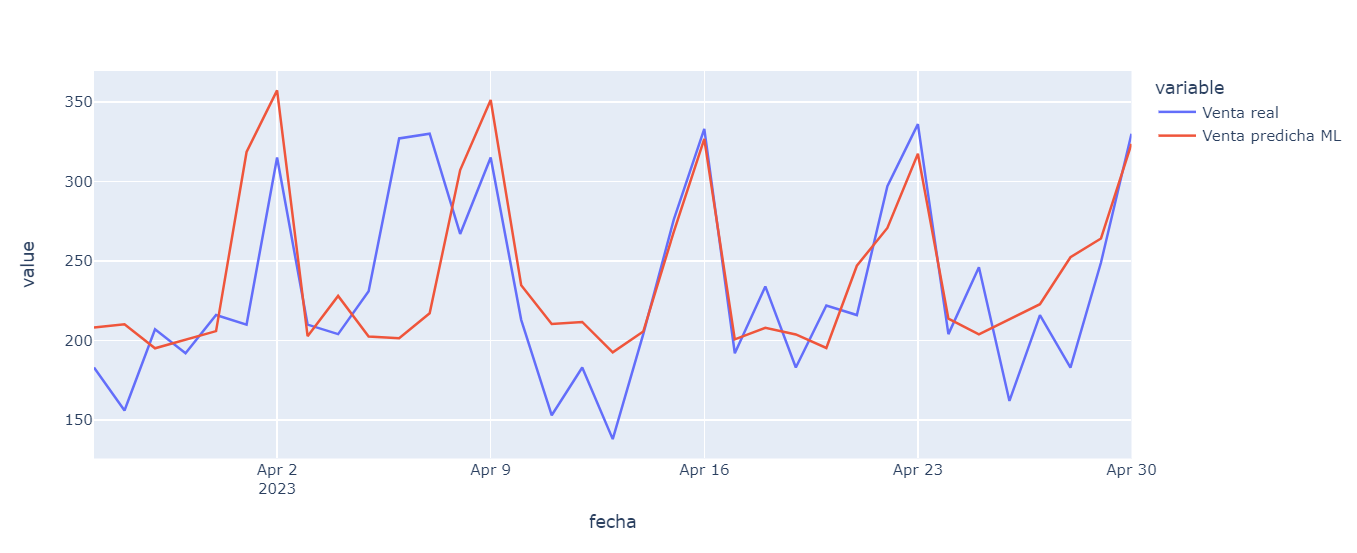 variable
Venta real
Venta predicha ML
value
350
300
250
200
150
Apr 2
2023
Apr 9
Apr 16
Apr 23
Apr 30
fecha